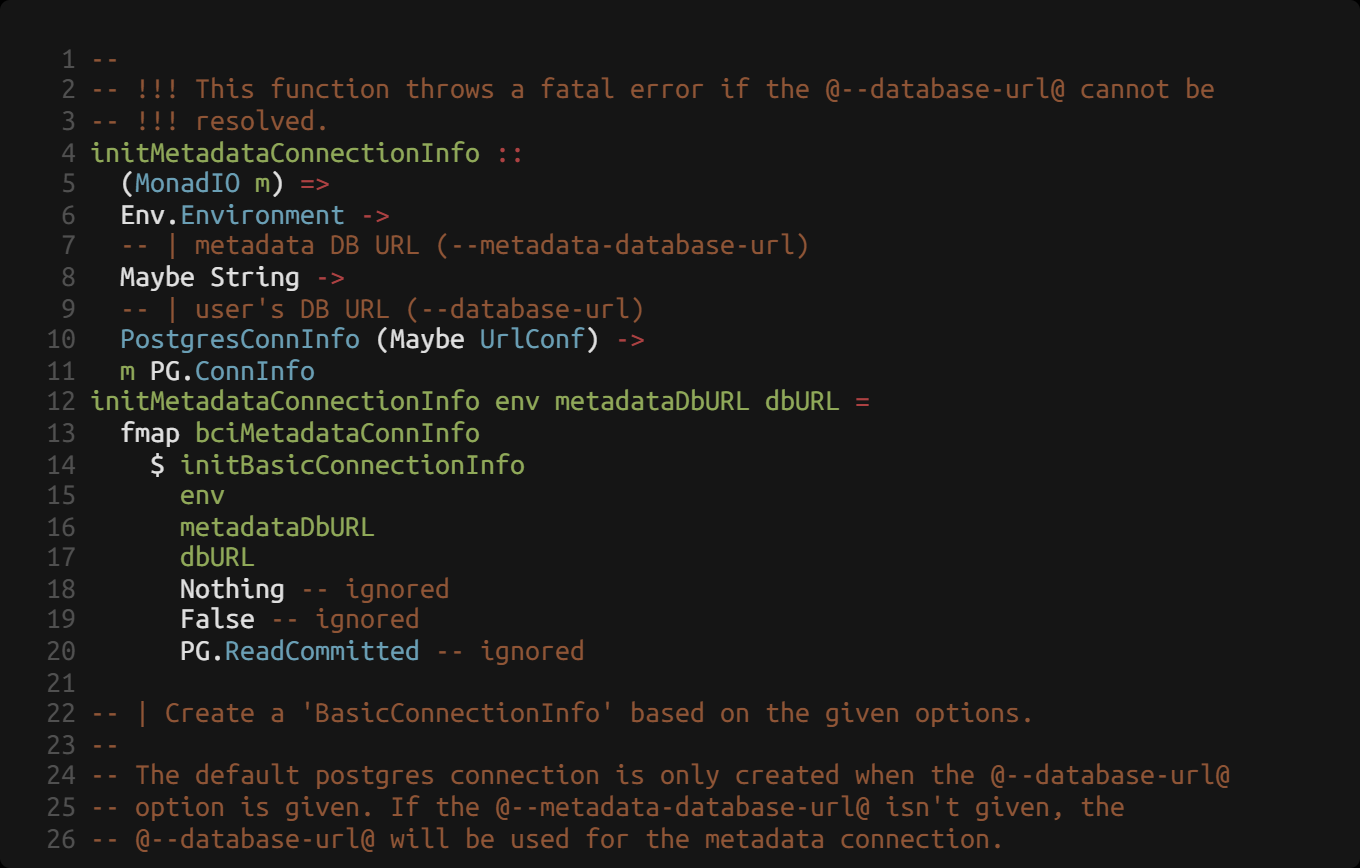 1 --
2 -- !!! This function throws a fatal error if the @--database-url@ cannot be
3 -- !!! resolved.
4 initMetadataConnectionInfo ::
5   (MonadIO m) =>
6   Env.Environment ->
7   -- | metadata DB URL (--metadata-database-url)
8   Maybe String ->
9   -- | user's DB URL (--database-url)
10   PostgresConnInfo (Maybe UrlConf) ->
11   m PG.ConnInfo
12 initMetadataConnectionInfo env metadataDbURL dbURL =
13   fmap bciMetadataConnInfo
14     $ initBasicConnectionInfo
15       env
16       metadataDbURL
17       dbURL
18       Nothing -- ignored
19       False -- ignored
20       PG.ReadCommitted -- ignored
21
22 -- | Create a 'BasicConnectionInfo' based on the given options.
23 --
24 -- The default postgres connection is only created when the @--database-url@
25 -- option is given. If the @--metadata-database-url@ isn't given, the
26 -- @--database-url@ will be used for the metadata connection.